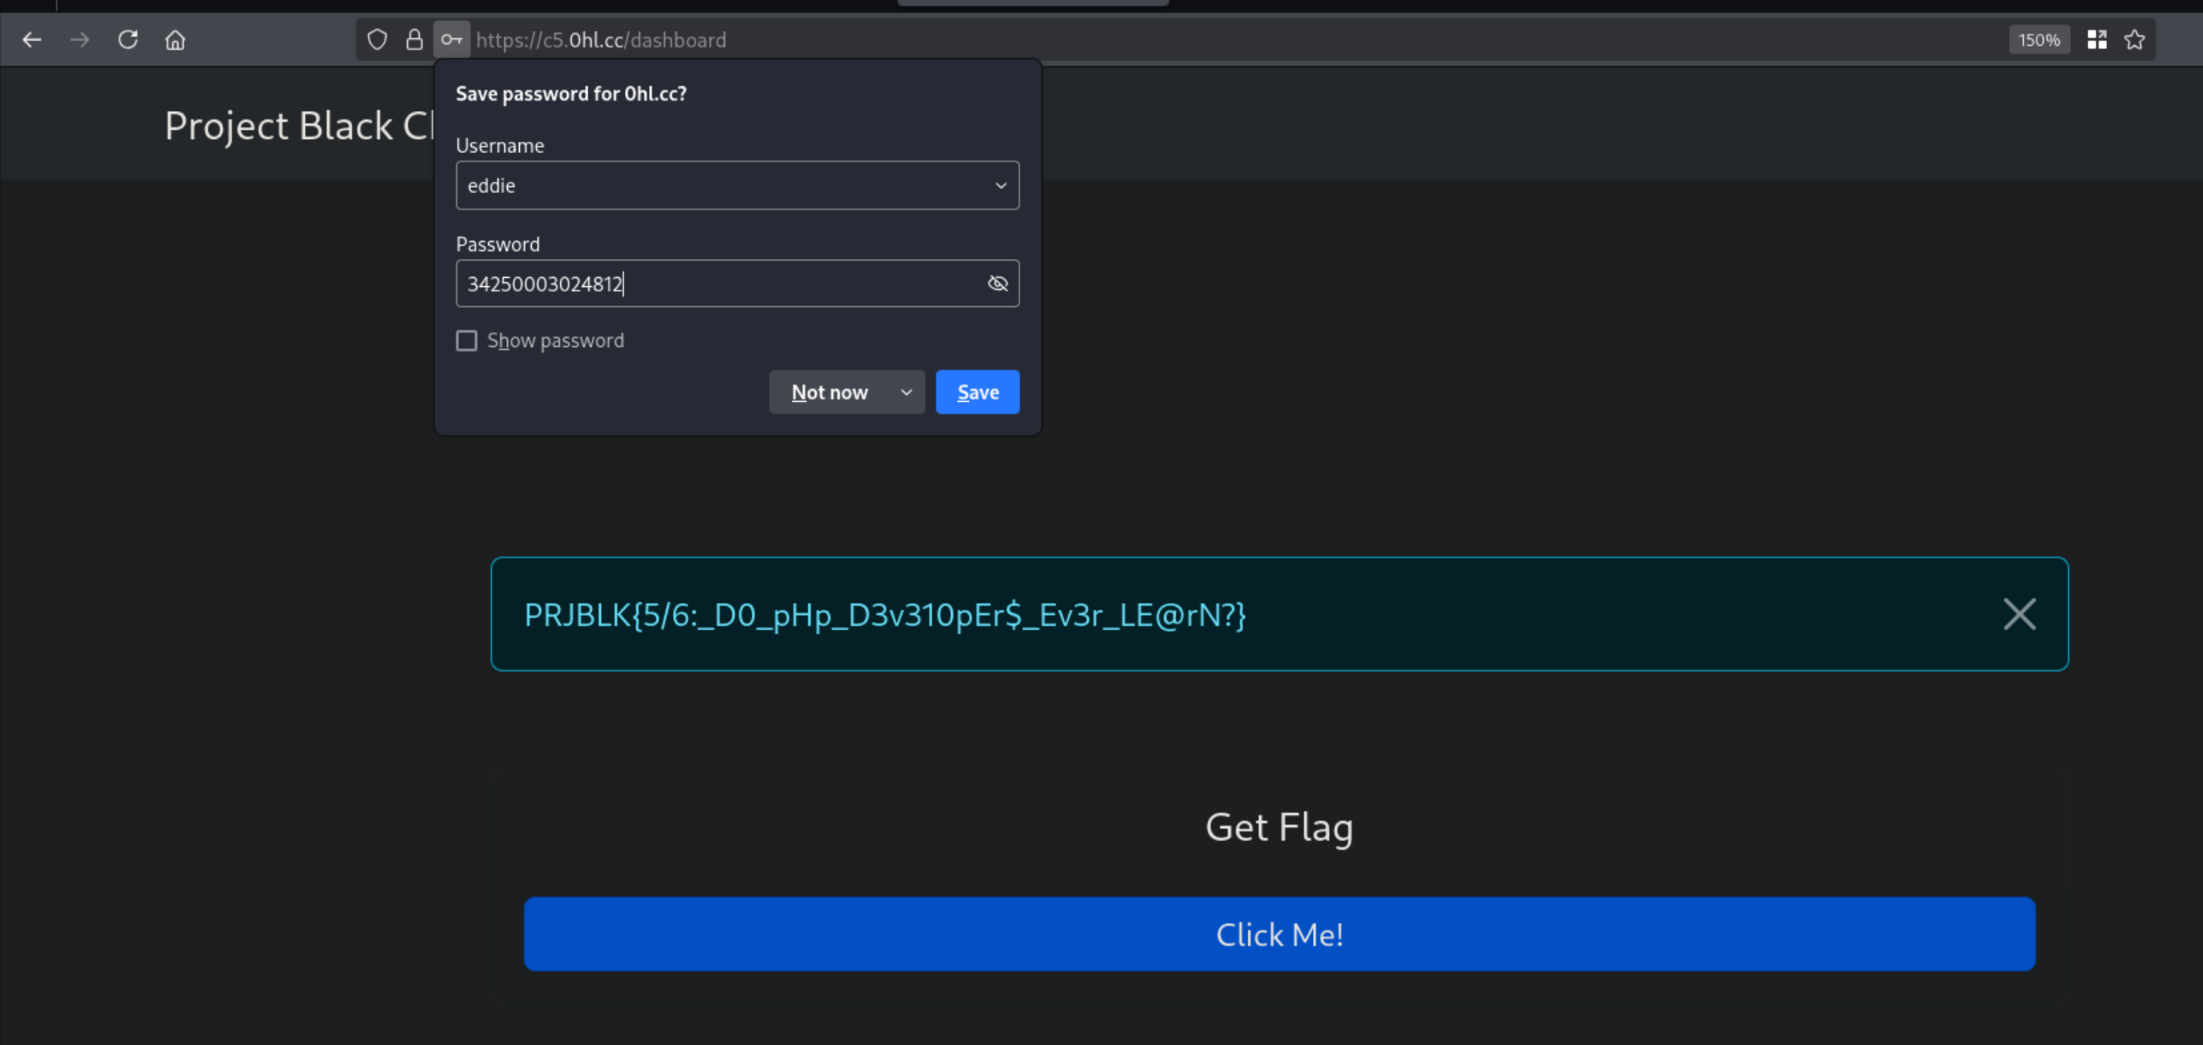 https://c5.0hl.cc/dashboard
150%
Save password for 0hl.cc?
Project Black Cl
Username
eddie
Password
34250003024812
Show password
Not now
Save
PRJBLK{5/6:_D0_pHp_D3v310pEr$_Ev3r_LE@rN?}
Get Flag
Click Me!